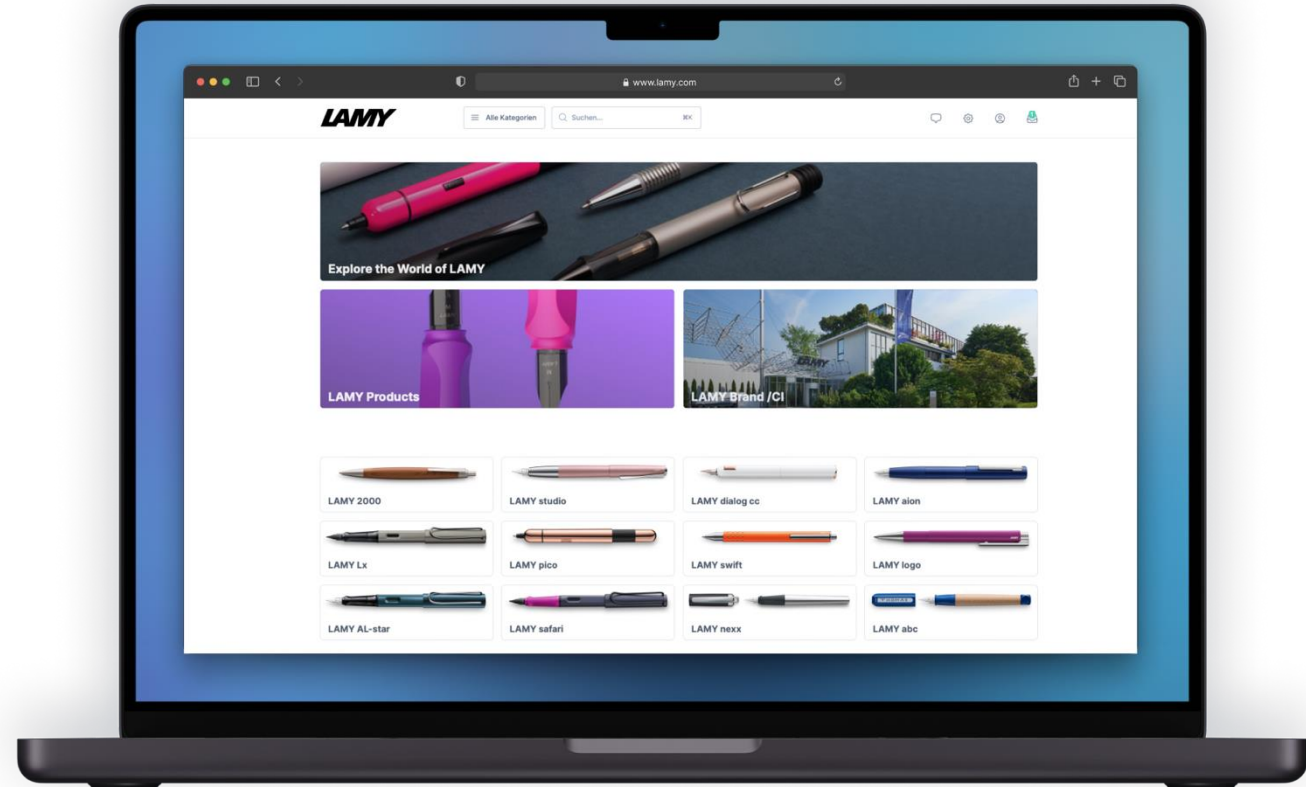 www.lamy.com
LAMY
Alle Kategorien
Suchen...
⌘K
Explore the World of LAMY
LAMY Products
LAMY
LAMY Brand /CI
LAMY 2000
LAMY studio
LAMY dialog cc
LAMY aion
LAMY Lx
LAMY pico
LAMY swift
LAMY logo
LAMY AL-star
LAMY safari
LAMY nexx
LAMY abc